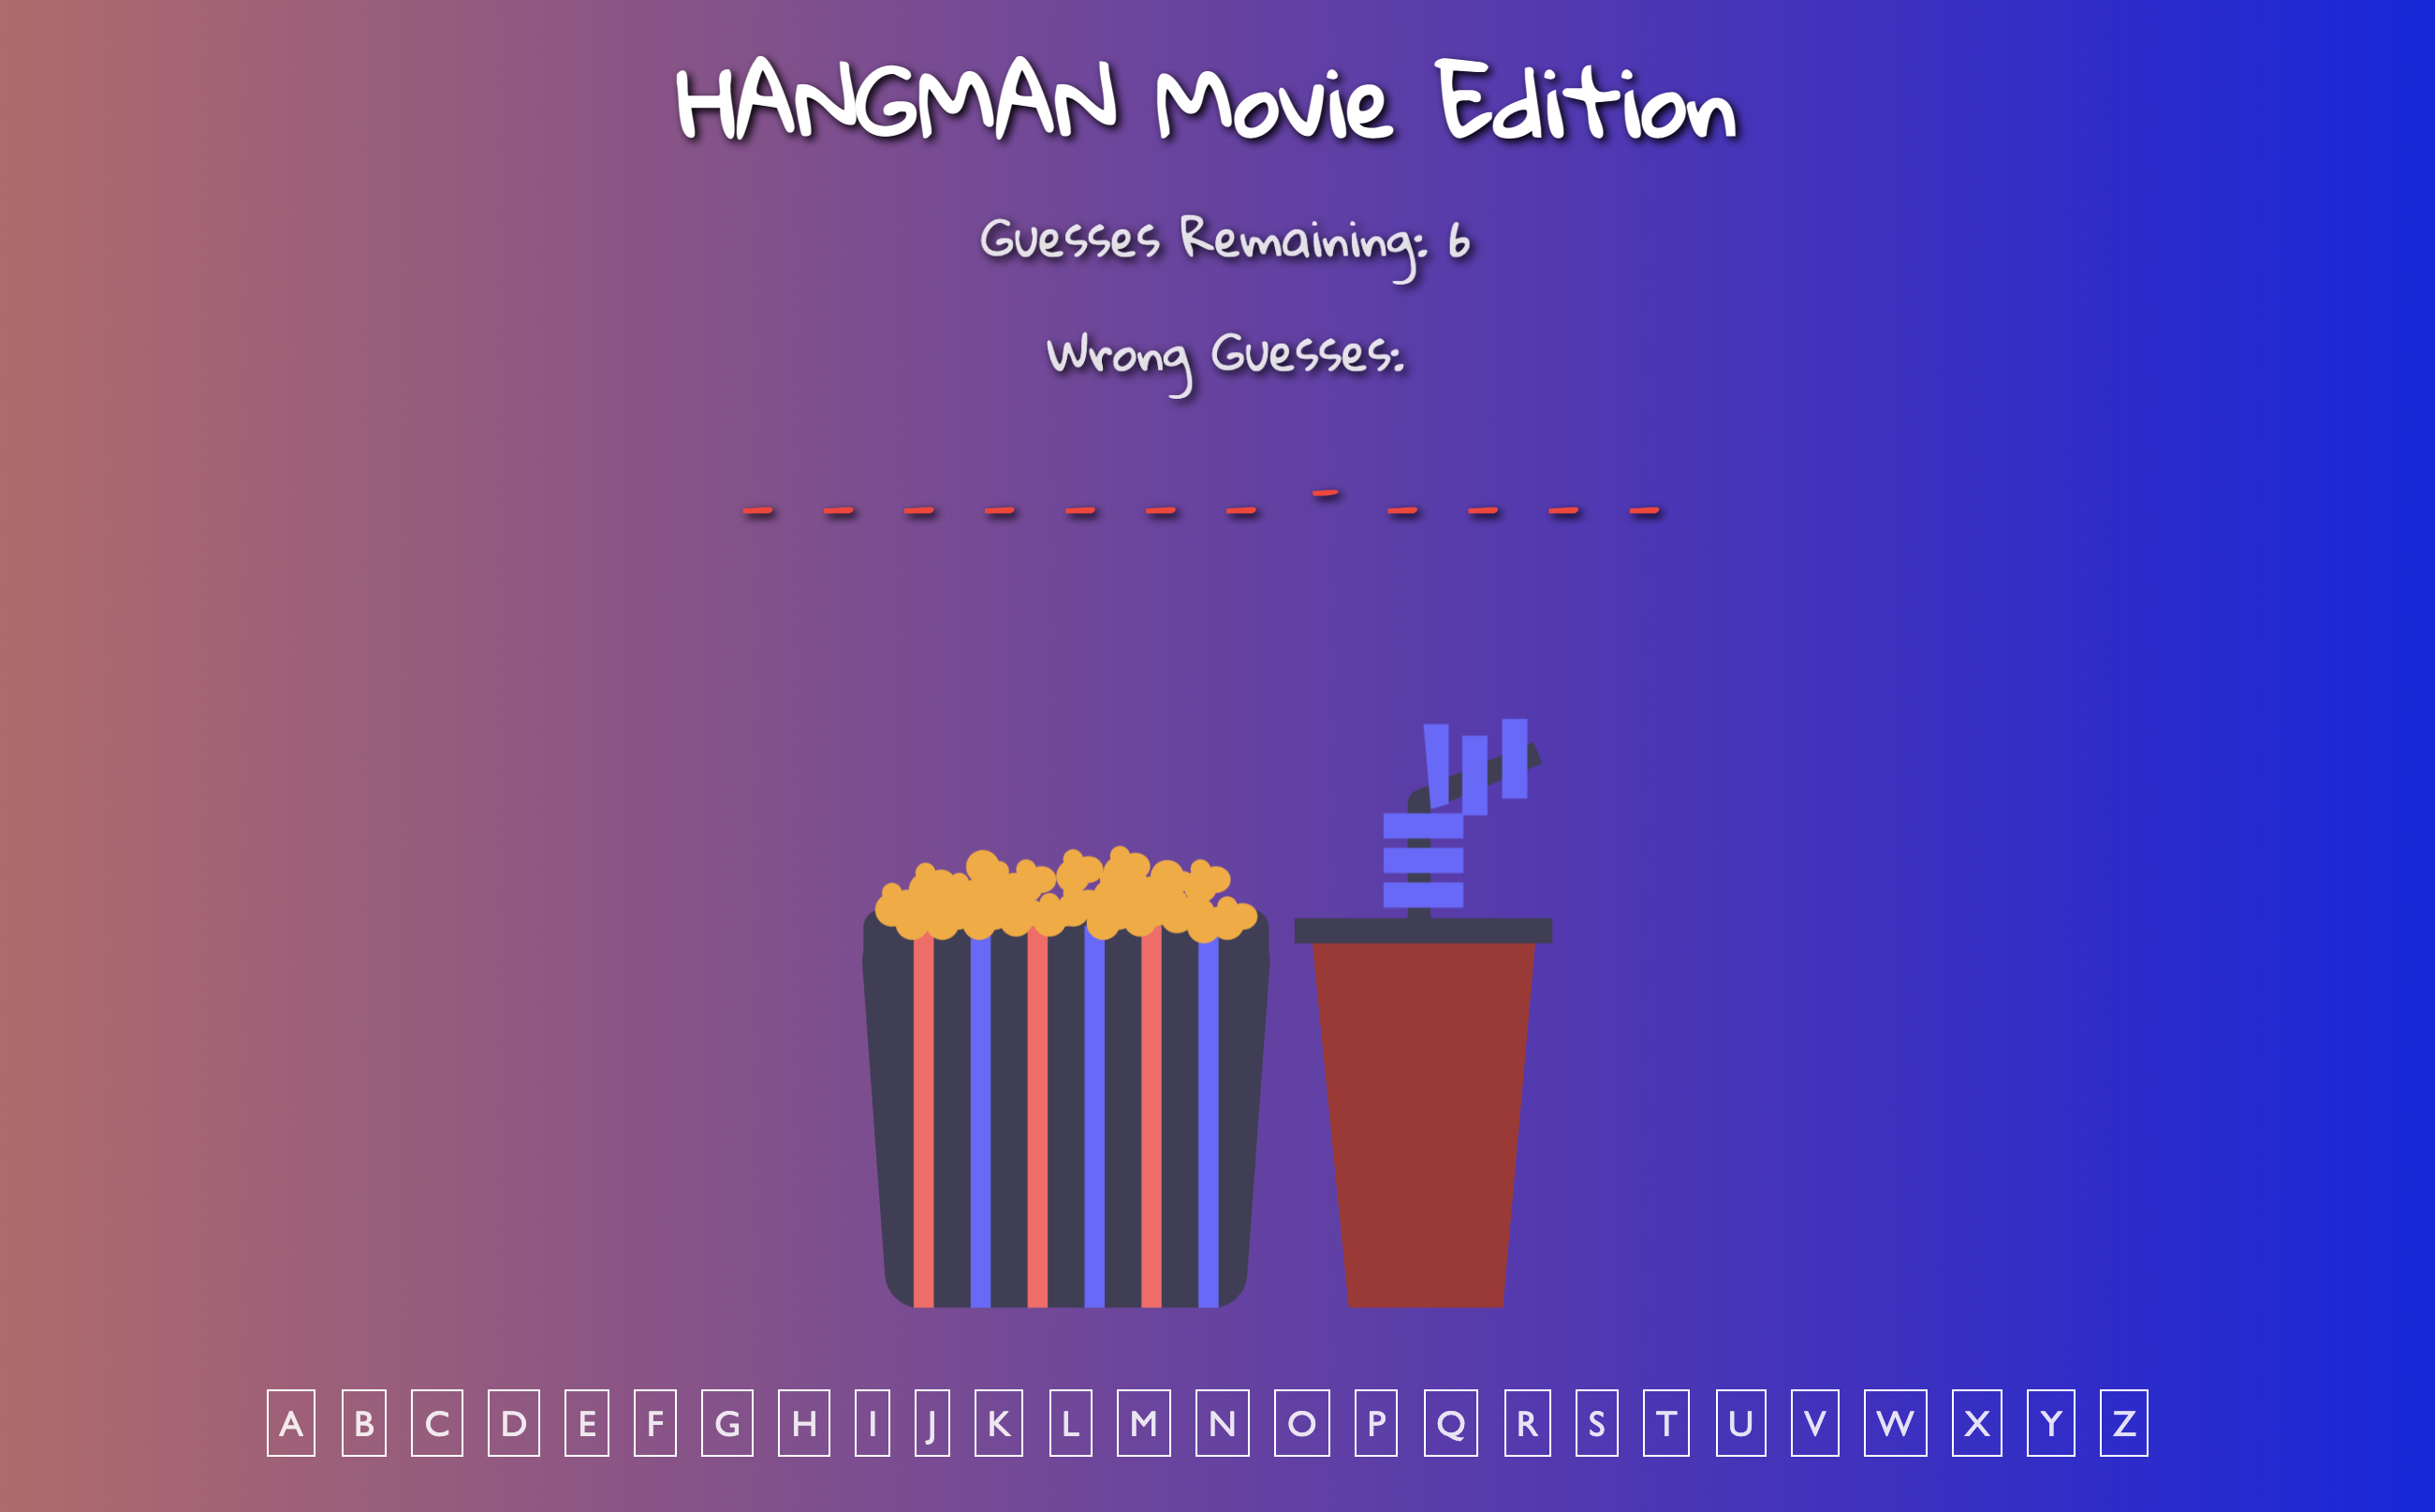 HANGMAN Movie Edition
Guesses Remaining: 6
Wrong Guesses:
_ _ _ _ _ _ _ - _ _ _ _
A B C D E F G H I J K L M N O P Q R S T U V W X Y Z